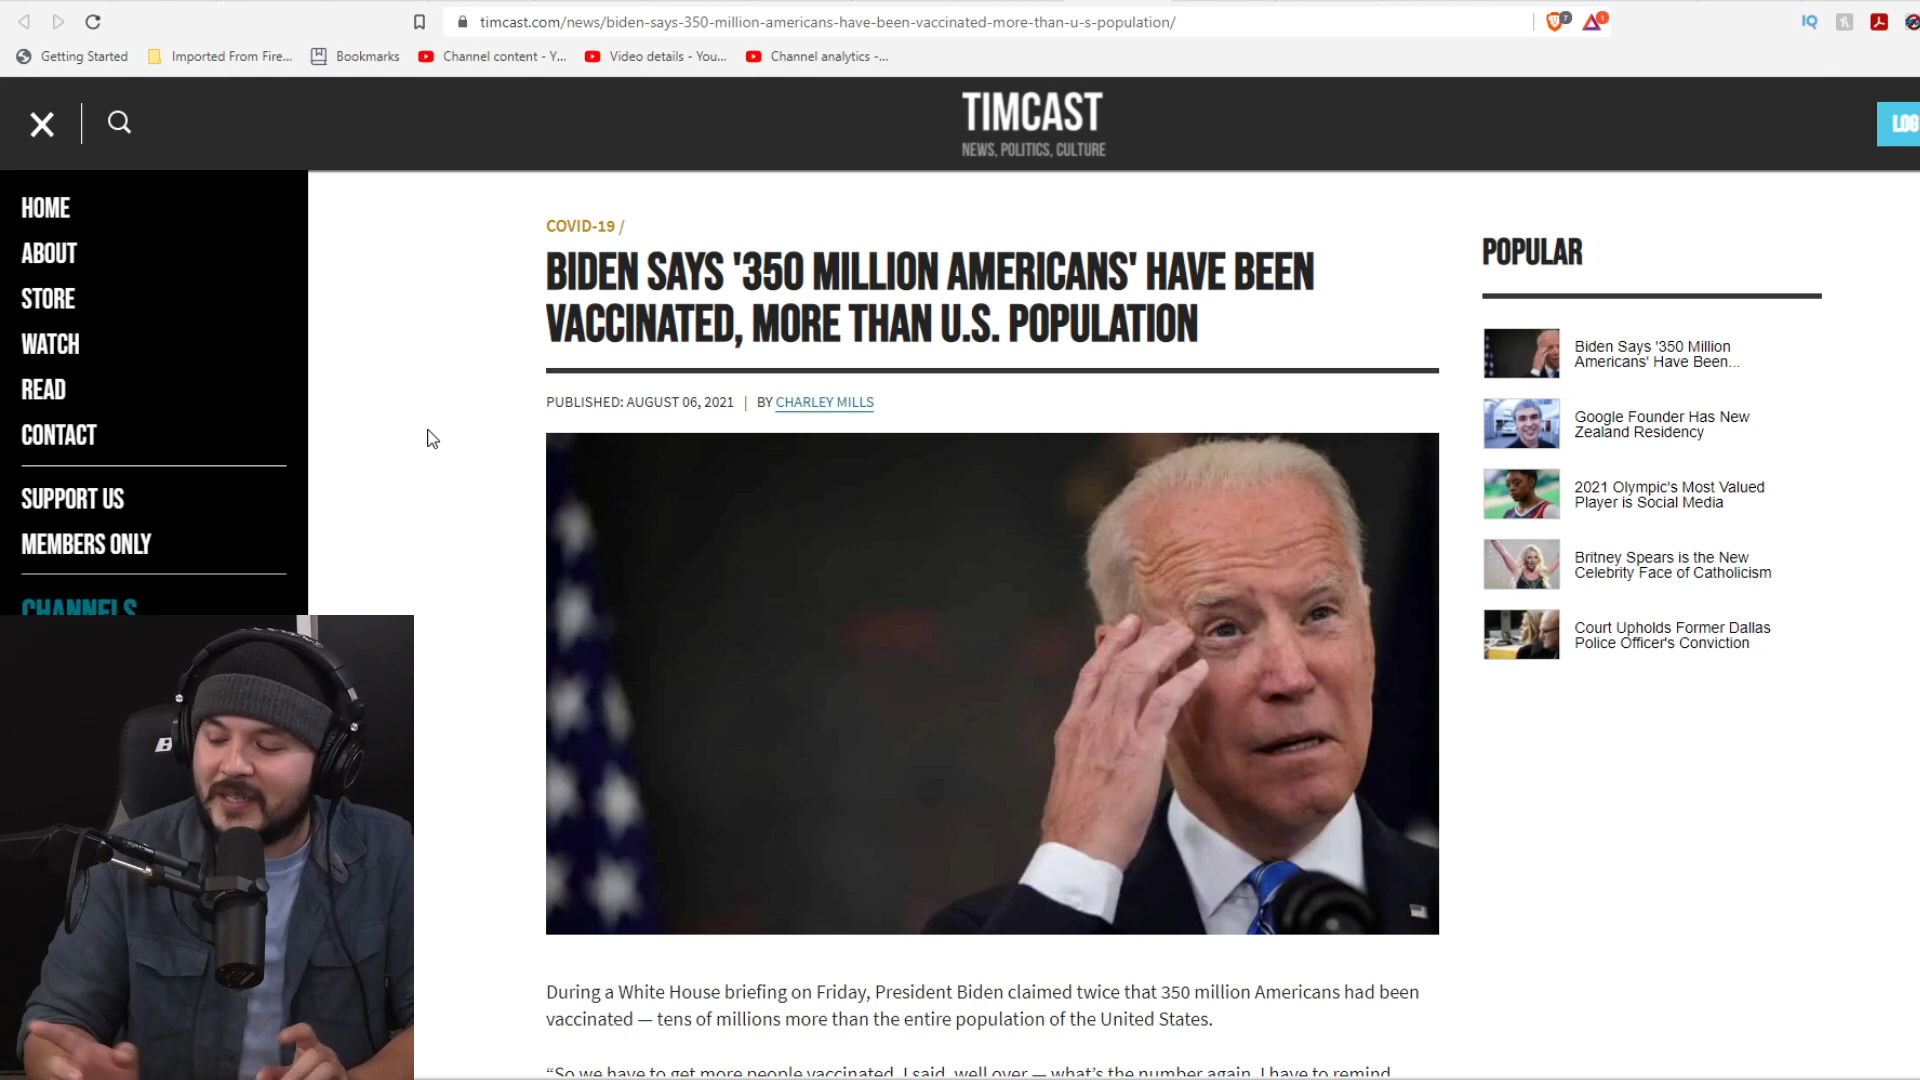 timcast.com/news/biden-says-350-million-americans-have-been-vaccinated-more-than-u-s-population/
7
1
IQ
Getting Started
Imported From Fire...
Bookmarks
Channel content - Y...
Video details - You...
Channel analytics -...
TIMCAST
NEWS, POLITICS, CULTURE
LOG
HOME
ABOUT
STORE
WATCH
READ
CONTACT
SUPPORT US
MEMBERS ONLY
CHANNELS
COVID-19 /
BIDEN SAYS '350 MILLION AMERICANS' HAVE BEEN
VACCINATED, MORE THAN U.S. POPULATION
PUBLISHED: AUGUST 06, 2021 | BY CHARLEY MILLS
During a White House briefing on Friday, President Biden claimed twice that 350 million Americans had been
vaccinated — tens of millions more than the entire population of the United States.
“So we have to get more people vaccinated. I said, well over — what’s the number again, I have to remind
POPULAR
Biden Says '350 Million
Americans' Have Been...
Google Founder Has New
Zealand Residency
2021 Olympic's Most Valued
Player is Social Media
Britney Spears is the New
Celebrity Face of Catholicism
Court Upholds Former Dallas
Police Officer's Conviction